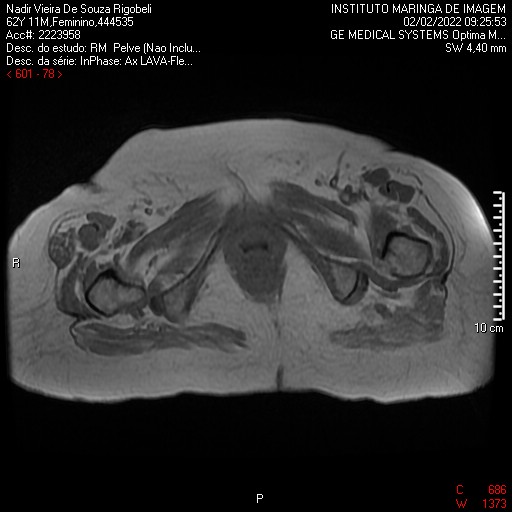 Nadir Vieira De Souza Rigobeli
62Y 11M,Feminino,444535
Acc#: 2223958
Desc. do estudo: RM Pelve (Nao Inclu...
Desc. da série: InPhase: Ax LAVA-Fle...
< 601 - 78 >
INSTITUTO MARINGA DE IMAGEM
02/02/2022 09:25:53
GE MEDICAL SYSTEMS Optima M...
SW 4,40 mm
R
10 cm
P
C 686
W 1373